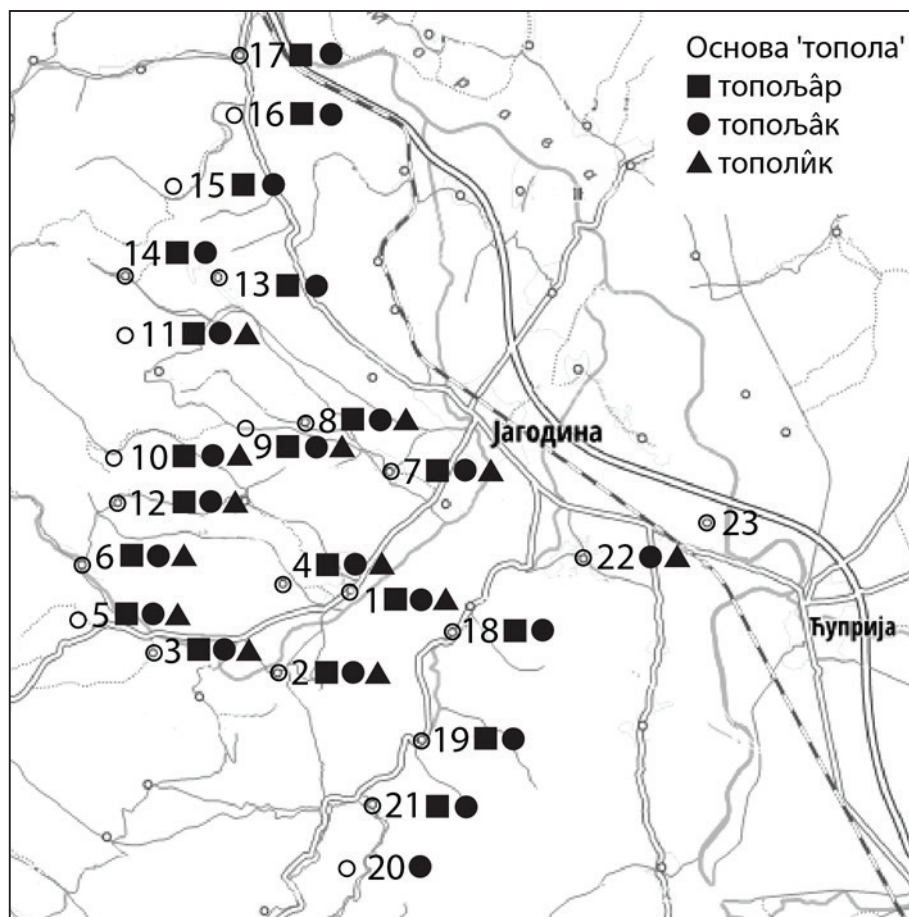 Основа 'топола'
■ топољâр
● топољâк
▲ тополи̂к
17 ■ ●
16 ■ ●
15 ■ ●
14 ■ ●
13 ■ ●
11 ■ ● ▲
8 ■ ● ▲
Јагодина
9 ■ ● ▲
10 ■ ● ▲
7 ■ ● ▲
12 ■ ● ▲
23
6 ■ ● ▲
4 ■ ● ▲
22 ● ▲
1 ■ ● ▲
5 ■ ● ▲
Ћуприја
18 ■ ●
3 ■ ● ▲
2 ■ ● ▲
19 ■ ●
21 ■ ●
20 ●